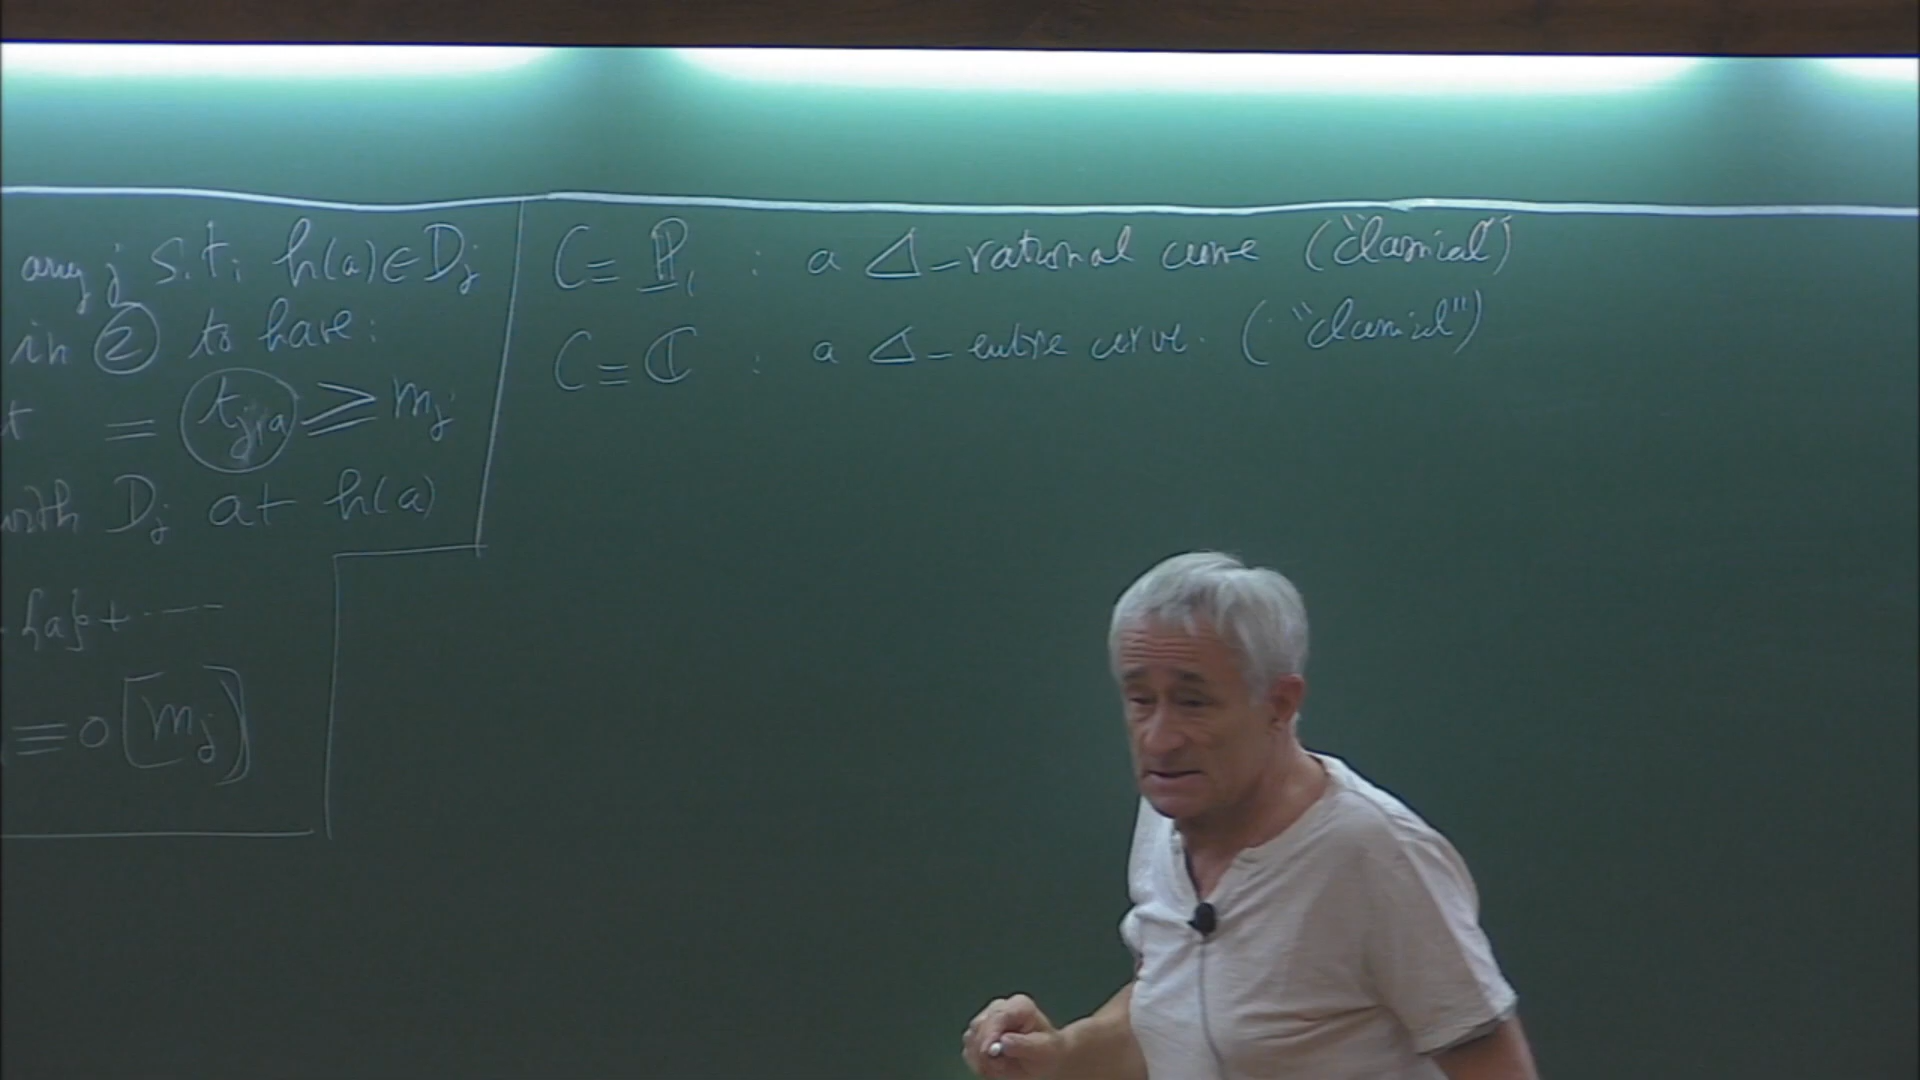 any j s.t. h(a) ∈ D_j
in ② to have:
t = t_{j,a} ≥ m_j
with D_j at h(a)
{a} + ----
≡ 0 [m_j])
C = ℙ_1 : a Δ-rational curve ("classical")
C ≡ ℂ : a Δ-entire curve. ("classical")